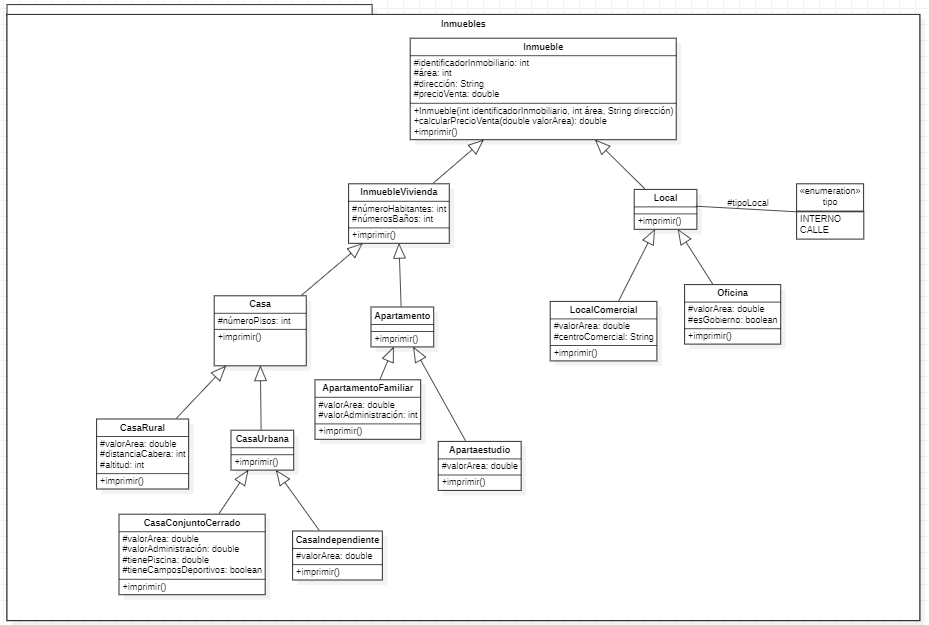 Inmuebles
Inmueble
#identificadorInmobiliario: int
#área: int
#dirección: String
#precioVenta: double
+Inmueble(int identificadorInmobiliario, int área, String dirección)
+calcularPrecioVenta(double valorArea): double
+imprimir()
InmuebleVivienda
#númeroHabitantes: int
#númerosBaños: int
+imprimir()
Local
+imprimir()
#tipoLocal
«enumeration»
tipo
INTERNO
CALLE
Casa
#númeroPisos: int
+imprimir()
Apartamento
+imprimir()
LocalComercial
#valorArea: double
#centroComercial: String
+imprimir()
Oficina
#valorArea: double
#esGobierno: boolean
+imprimir()
ApartamentoFamiliar
#valorArea: double
#valorAdministración: int
+imprimir()
CasaRural
#valorArea: double
#distanciaCabera: int
#altitud: int
+imprimir()
CasaUrbana
+imprimir()
Apartaestudio
#valorArea: double
+imprimir()
CasaConjuntoCerrado
#valorArea: double
#valorAdministración: double
#tienePiscina: double
#tieneCamposDeportivos: boolean
+imprimir()
CasaIndependiente
#valorArea: double
+imprimir()